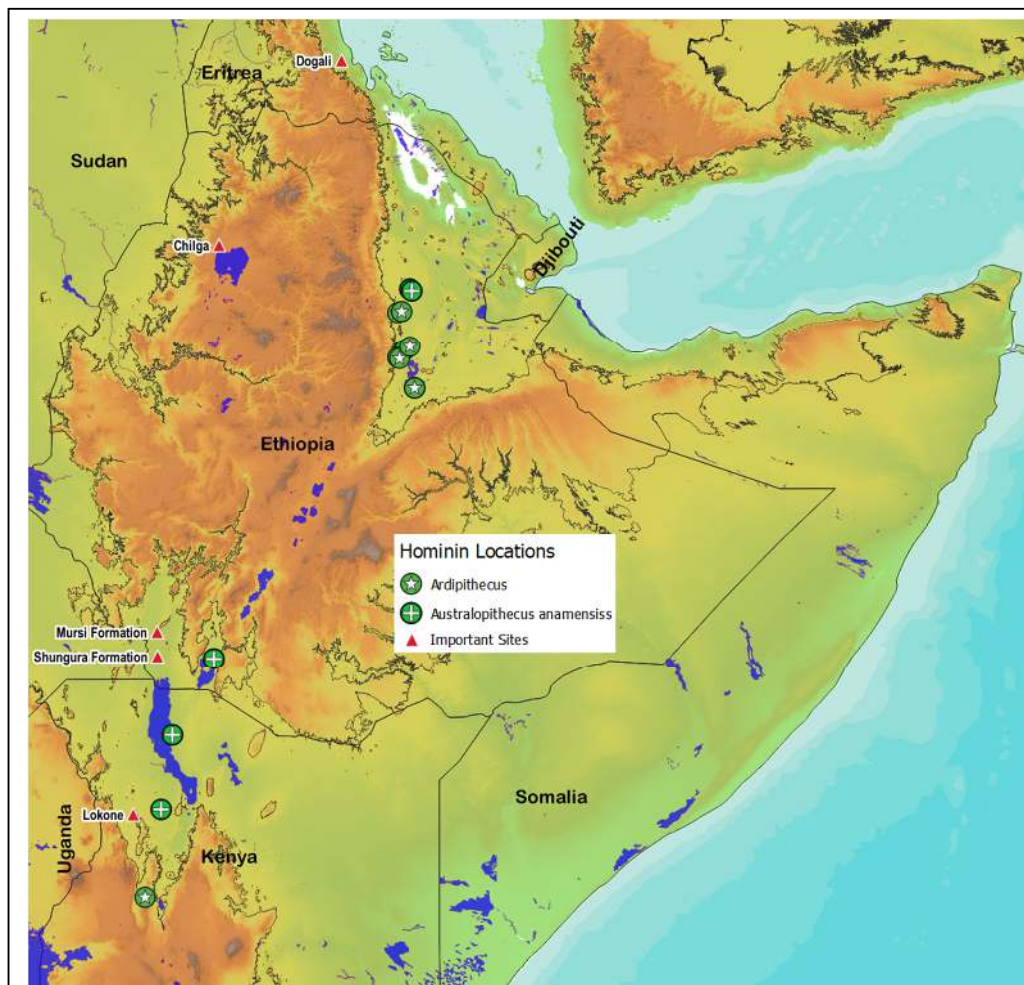 Dogali
Eritrea
Sudan
Djibouti
Chilga
Ethiopia
Hominin Locations
Ardipithecus
Australopithecus anamensiss
Important Sites
Mursi Formation
Shungura Formation
Somalia
Lokone
Uganda
Kenya